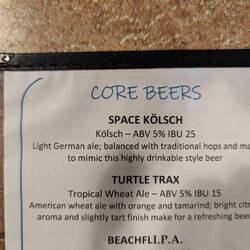 CORE BEERS
SPACE KÖLSCH
Kölsch – ABV 5% IBU 25
Light German ale; balanced with traditional hops and ma
to mimic this highly drinkable style beer
TURTLE TRAX
Tropical Wheat Ale – ABV 5% IBU 15
American wheat ale with orange and tamarind; bright citr
aroma and slightly tart finish make for a refreshing beer
BEACHFLI.P.A.